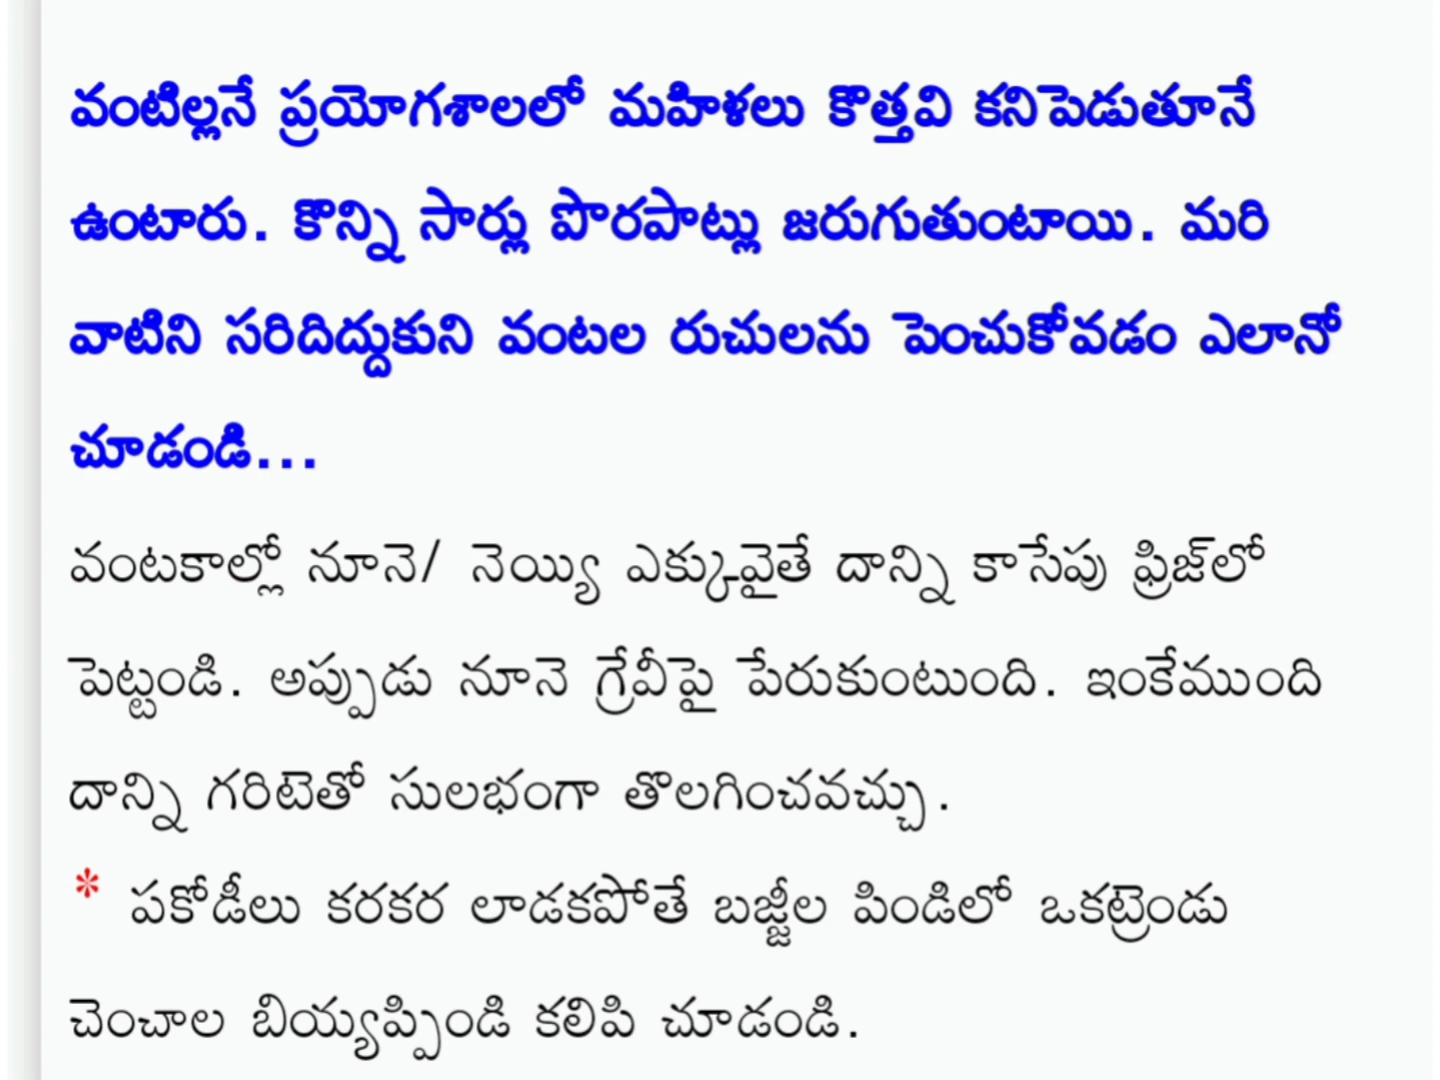 వంటిల్లనే ప్రయోగశాలలో మహిళలు కొత్తవి కనిపెడుతూనే
ఉంటారు. కొన్ని సార్లు పొరపాట్లు జరుగుతుంటాయి. మరి
వాటిని సరిదిద్దుకుని వంటల రుచులను పెంచుకోవడం ఎలానో
చూడండి...
వంటకాల్లో నూనె/ నెయ్యి ఎక్కువైతే దాన్ని కాసేపు ఫ్రిజ్‌లో
పెట్టండి. అప్పుడు నూనె గ్రేవీపై పేరుకుంటుంది. ఇంకేముంది
దాన్ని గరిటెతో సులభంగా తొలగించవచ్చు.
* పకోడీలు కరకర లాడకపోతే బజ్జీల పిండిలో ఒకట్రెండు
చెంచాల బియ్యప్పిండి కలిపి చూడండి.